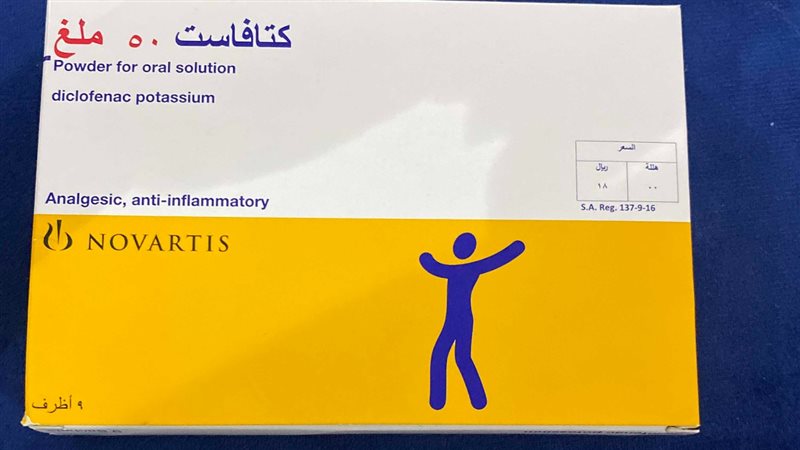 كتافاست ٥٠ ملغ
Powder for oral solution
diclofenac potassium
السعر
هللة ريال
٠٠ ١٨
S.A. Reg. 137-9-16
Analgesic, anti-inflammatory
NOVARTIS
٩ أظرف